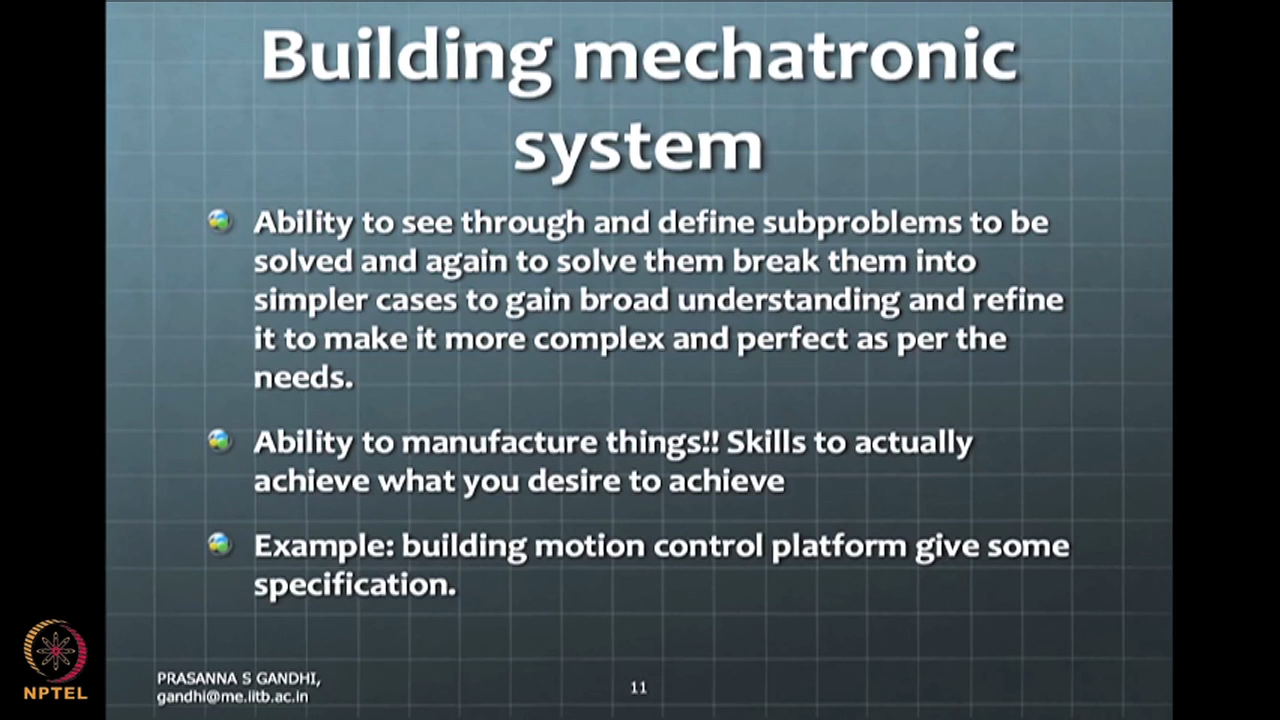 Building mechatronic
system
Ability to see through and define subproblems to be
solved and again to solve them break them into
simpler cases to gain broad understanding and refine
it to make it more complex and perfect as per the
needs.
Ability to manufacture things!! Skills to actually
achieve what you desire to achieve
Example: building motion control platform give some
specification.
PRASANNA S GANDHI,
gandhi@me.iitb.ac.in
11
NPTEL